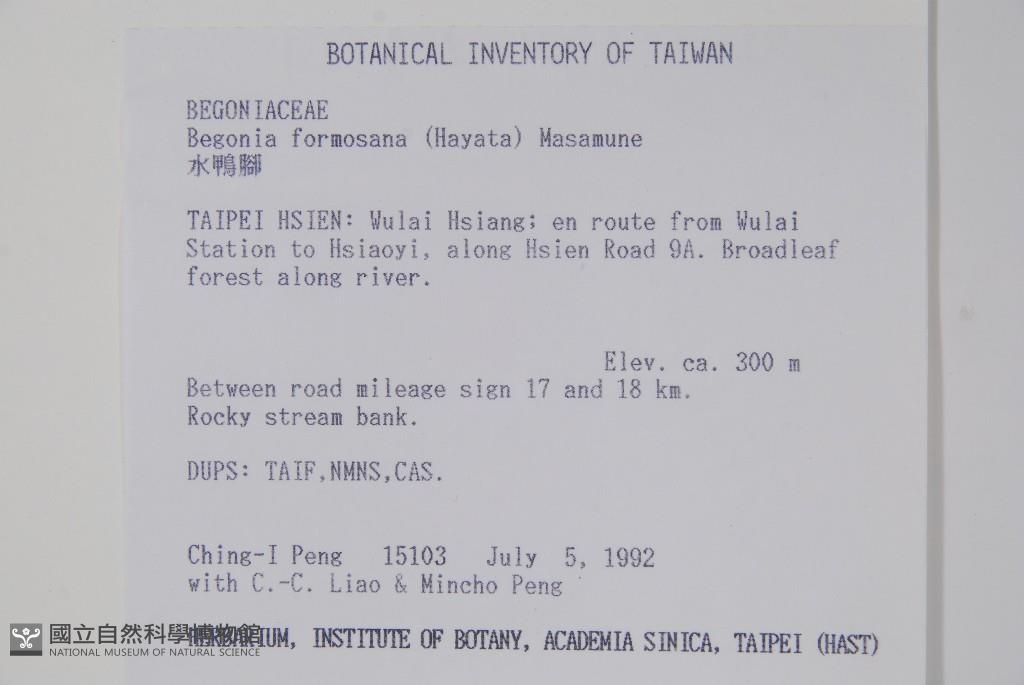 BOTANICAL INVENTORY OF TAIWAN
BEGONIACEAE
Begonia formosana (Hayata) Masamune
水鴨腳
TAIPEI HSIEN: Wulai Hsiang; en route from Wulai
Station to Hsiaoyi, along Hsien Road 9A. Broadleaf
forest along river.
Elev. ca. 300 m
Between road mileage sign 17 and 18 km.
Rocky stream bank.
DUPS: TAIF,NMNS,CAS.
Ching-I Peng 15103 July 5, 1992
with C.-C. Liao & Mincho Peng
HERBARIUM, INSTITUTE OF BOTANY, ACADEMIA SINICA, TAIPEI (HAST)
國立自然科學博物館
NATIONAL MUSEUM OF NATURAL SCIENCE